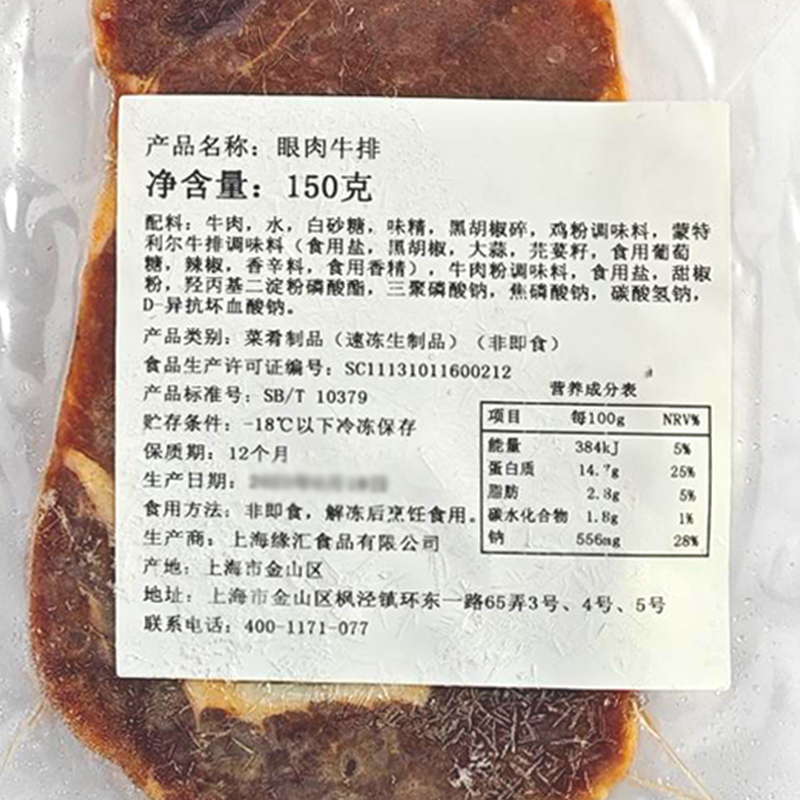 产品名称：眼肉牛排
净含量：150克
配料：牛肉，水，白砂糖，味精，黑胡椒碎，鸡粉调味料，蒙特
利尔牛排调味料（食用盐，黑胡椒，大蒜，芫荽籽，食用葡萄
糖，辣椒，香辛料，食用香精），牛肉粉调味料，食用盐，甜椒
粉，羟丙基二淀粉磷酸酯，三聚磷酸钠，焦磷酸钠，碳酸氢钠，
D-异抗坏血酸钠。
产品类别：菜肴制品（速冻生制品）（非即食）
食品生产许可证编号：SC11131011600212
产品标准号：SB/T 10379
贮存条件：-18℃以下冷冻保存
保质期：12个月
生产日期：
食用方法：非即食，解冻后烹饪食用。
生产商：上海缘汇食品有限公司
产地：上海市金山区
地址：上海市金山区枫泾镇环东一路65弄3号、4号、5号
联系电话：400-1171-077
营养成分表
项目 每100g NRV%
能量 384kJ 5%
蛋白质 14.7g 25%
脂肪 2.8g 5%
碳水化合物 1.8g 1%
钠 556mg 28%